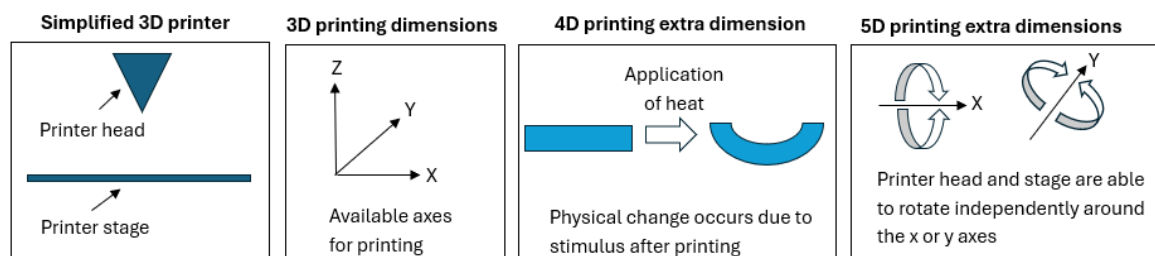 Simplified 3D printer
Printer head
Printer stage
3D printing dimensions
Z
Y
X
Available axes
for printing
4D printing extra dimension
Application
of heat
Physical change occurs due to
stimulus after printing
5D printing extra dimensions
X
Y
Printer head and stage are able
to rotate independently around
the x or y axes